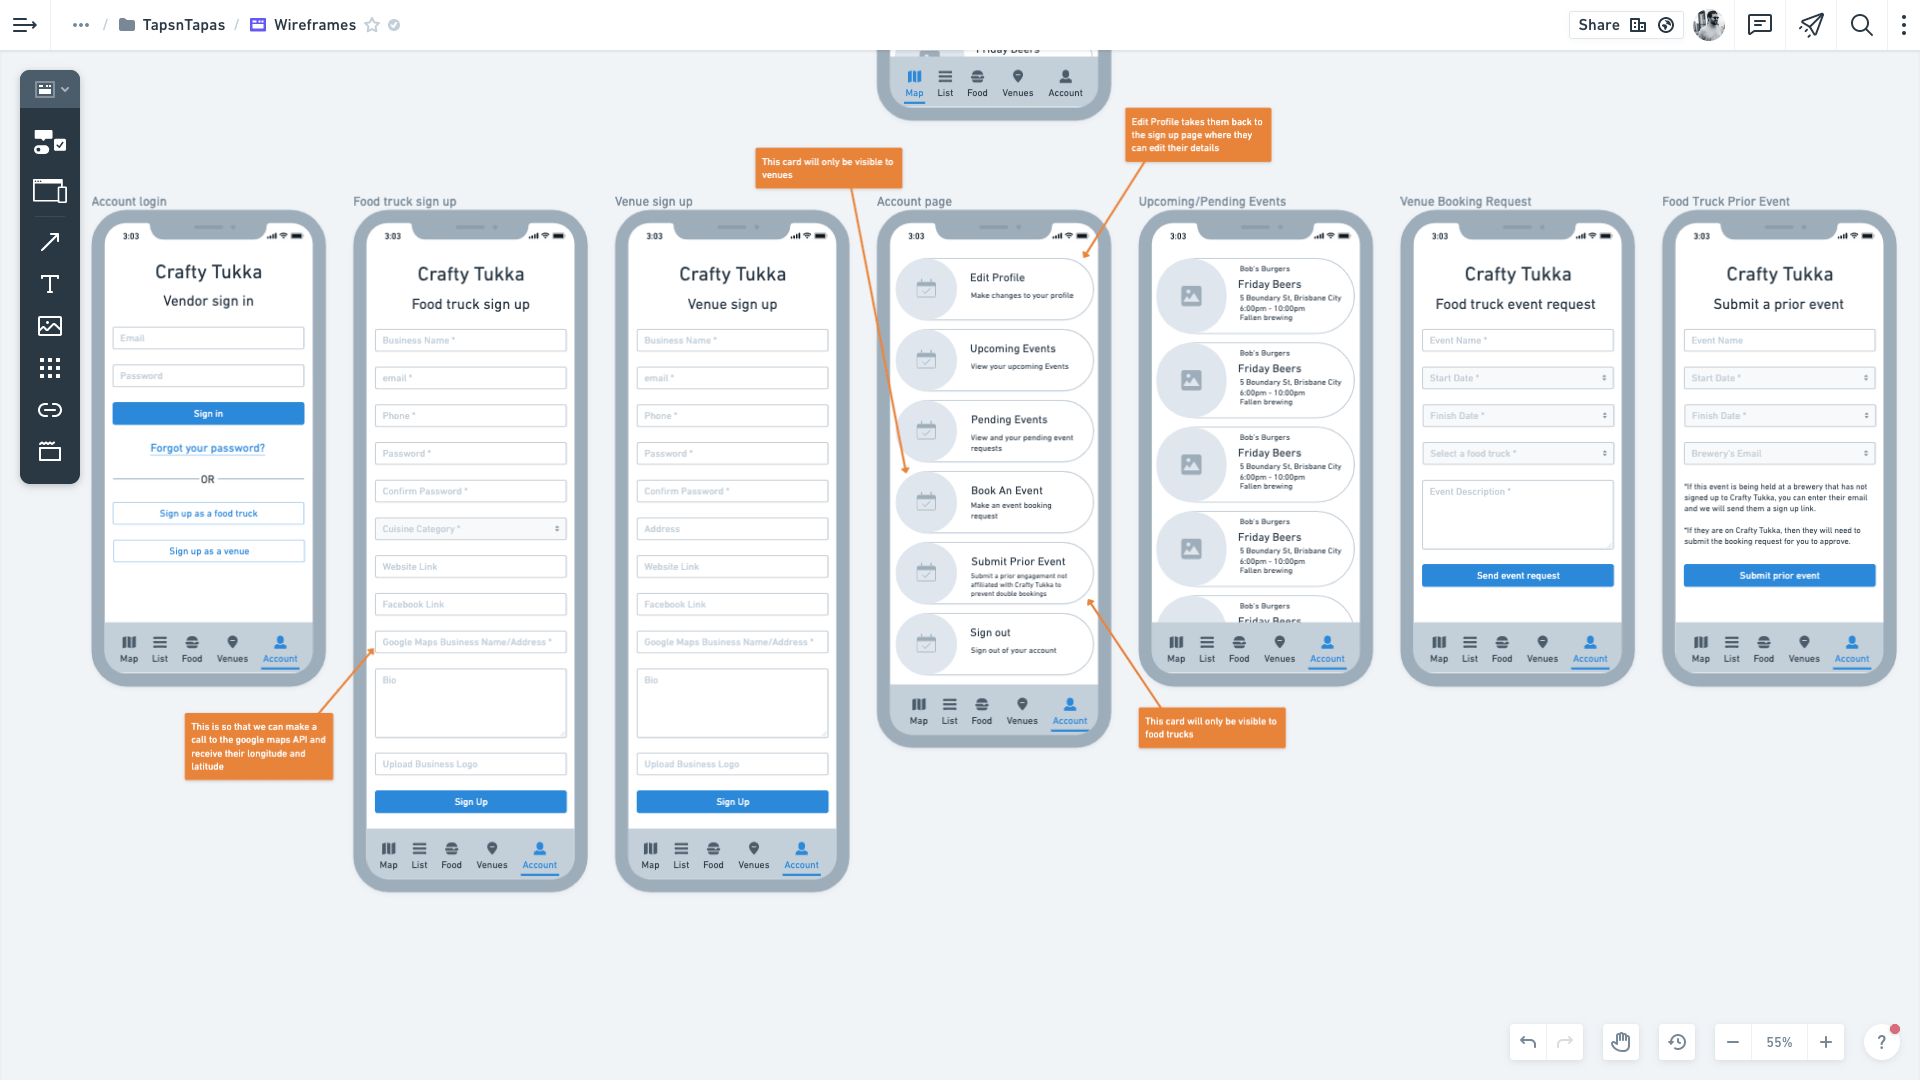 TapsnTapas / Wireframes
Share
Friday Beers
Map List Food Venues Account
Edit Profile takes them back to
the sign up page where they
can edit their details
This card will only be visible to
venues
Account login
3:03
Crafty Tukka
Vendor sign in
Email
Password
Sign in
Forgot your password?
OR
Sign up as a food truck
Sign up as a venue
Map List Food Venues Account
This is so that we can make a
call to the google maps API and
receive their longitude and
latitude
Food truck sign up
3:03
Crafty Tukka
Food truck sign up
Business Name *
email *
Phone *
Password *
Confirm Password *
Cuisine Category *
Website Link
Facebook Link
Google Maps Business Name/Address *
Bio
Upload Business Logo
Sign Up
Map List Food Venues Account
Venue sign up
3:03
Crafty Tukka
Venue sign up
Business Name *
email *
Phone *
Password *
Confirm Password *
Address
Website Link
Facebook Link
Google Maps Business Name/Address *
Bio
Upload Business Logo
Sign Up
Map List Food Venues Account
Account page
3:03
Edit Profile
Make changes to your profile
Upcoming Events
View your upcoming Events
Pending Events
View and your pending event
requests
Book An Event
Make an event booking
request
Submit Prior Event
Submit a prior engagement not
affiliated with Crafty Tukka to
prevent double bookings
Sign out
Sign out of your account
Map List Food Venues Account
This card will only be visible to
food trucks
Upcoming/Pending Events
3:03
Bob's Burgers
Friday Beers
5 Boundary St, Brisbane City
6:00pm - 10:00pm
Fallen brewing
Bob's Burgers
Friday Beers
5 Boundary St, Brisbane City
6:00pm - 10:00pm
Fallen brewing
Bob's Burgers
Friday Beers
5 Boundary St, Brisbane City
6:00pm - 10:00pm
Fallen brewing
Bob's Burgers
Friday Beers
5 Boundary St, Brisbane City
6:00pm - 10:00pm
Fallen brewing
Bob's Burgers
Friday Beers
Map List Food Venues Account
Venue Booking Request
3:03
Crafty Tukka
Food truck event request
Event Name *
Start Date *
Finish Date *
Select a food truck *
Event Description *
Send event request
Map List Food Venues Account
Food Truck Prior Event
3:03
Crafty Tukka
Submit a prior event
Event Name
Start Date *
Finish Date *
Brewery's Email
*If this event is being held at a brewery that has not
signed up to Crafty Tukka, you can enter their email
and we will send them a sign up link.
*If they are on Crafty Tukka, then they will need to
submit the booking request for you to approve.
Submit prior event
Map List Food Venues Account
55%
?